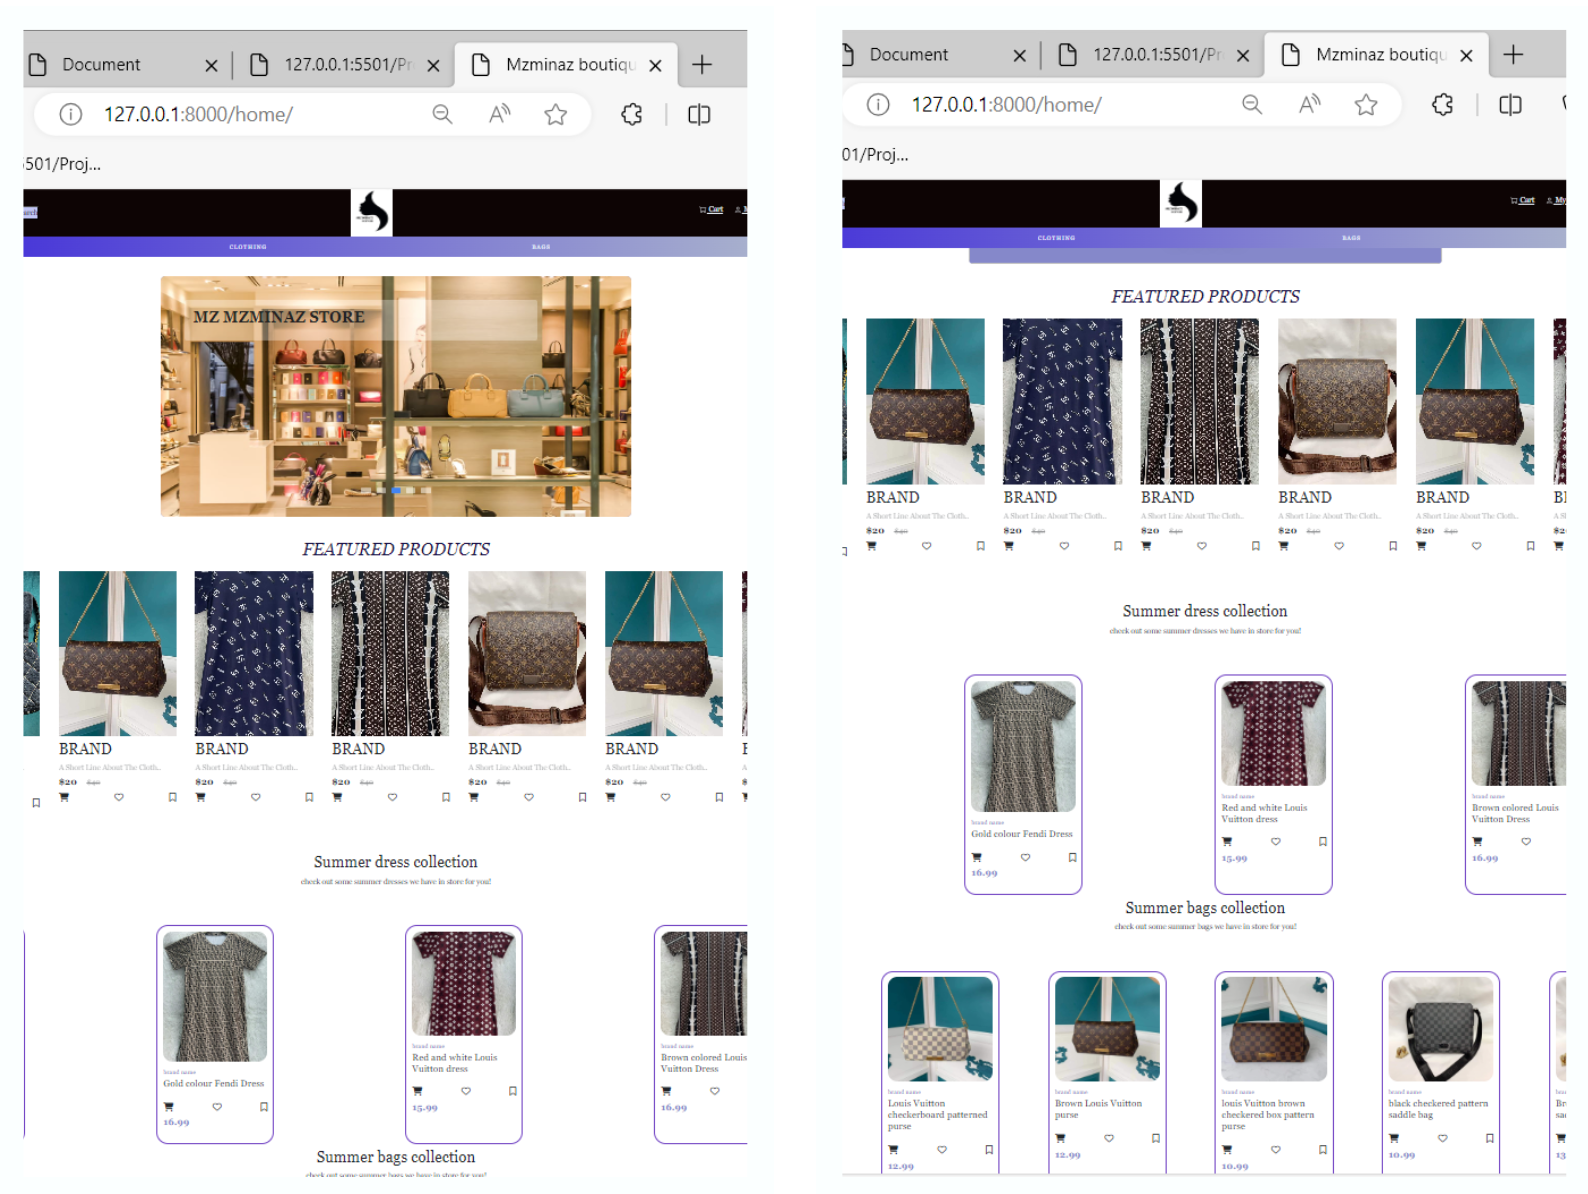 Document
127.0.0.1:5501/Pr
Mzminaz boutiqu
127.0.0.1:8000/home/
5501/Proj...
Cart
CLOTHING
BAGS
MZ MZMINAZ STORE
FEATURED PRODUCTS
BRAND
BRAND
BRAND
BRAND
BRAND
A Short Line About The Cloth..
A Short Line About The Cloth..
A Short Line About The Cloth..
A Short Line About The Cloth..
A Short Line About The Cloth..
$20 $40
$20 $40
$20 $40
$20 $40
$20 $40
Summer dress collection
check out some summer dresses we have in store for you!
brand name
Gold colour Fendi Dress
16.99
brand name
Red and white Louis
Vuitton dress
15.99
brand name
Brown colored Louis
Vuitton Dress
16.99
Summer bags collection
check out some summer bags we have in store for you!
Document
127.0.0.1:5501/Pr
Mzminaz boutiqu
127.0.0.1:8000/home/
01/Proj...
Cart
My
CLOTHING
BAGS
FEATURED PRODUCTS
BRAND
BRAND
BRAND
BRAND
BRAND
A Short Line About The Cloth..
A Short Line About The Cloth..
A Short Line About The Cloth..
A Short Line About The Cloth..
A Short Line About The Cloth..
$20 $40
$20 $40
$20 $40
$20 $40
$20 $40
Summer dress collection
check out some summer dresses we have in store for you!
brand name
Gold colour Fendi Dress
16.99
brand name
Red and white Louis
Vuitton dress
15.99
brand name
Brown colored Louis
Vuitton Dress
16.99
Summer bags collection
check out some summer bags we have in store for you!
brand name
Louis Vuitton
checkerboard patterned
purse
12.99
brand name
Brown Louis Vuitton
purse
12.99
brand name
louis Vuitton brown
checkered box pattern
purse
10.99
brand name
black checkered pattern
saddle bag
10.99